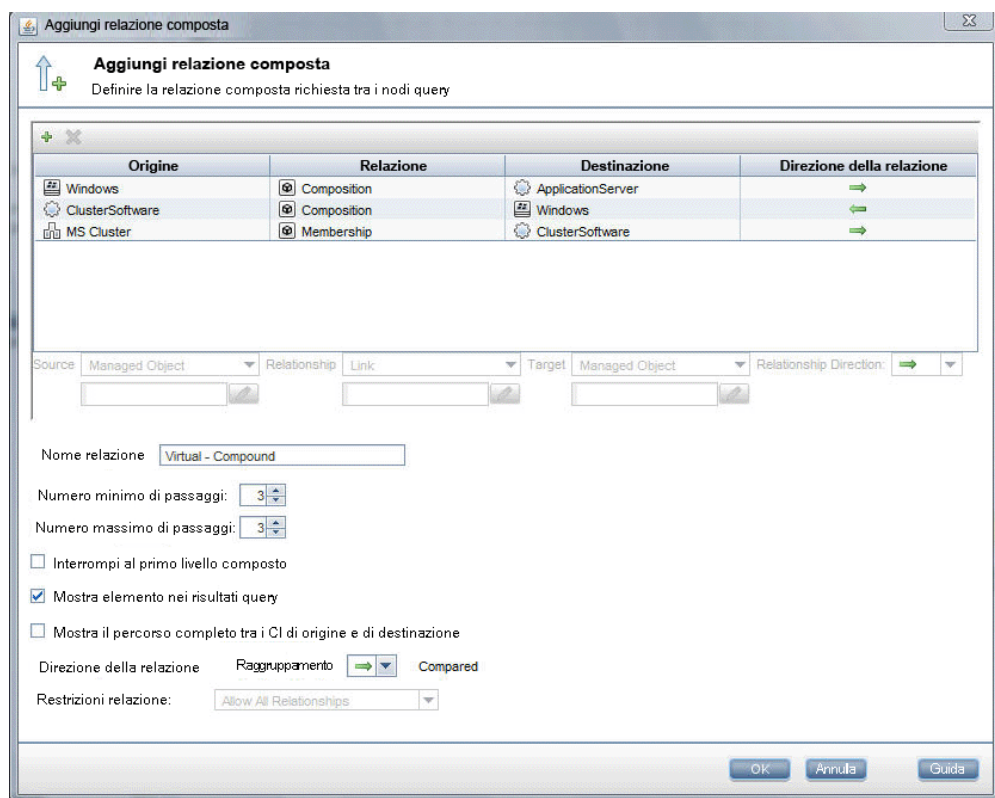 Aggiungi relazione composta
Aggiungi relazione composta
Definire la relazione composta richiesta tra i nodi query
Origine Relazione Destinazione Direzione della relazione
Windows Composition ApplicationServer
ClusterSoftware Composition Windows
MS Cluster Membership ClusterSoftware
Source Managed Object Relationship Link Target Managed Object Relationship Direction:
Nome relazione Virtual - Compound
Numero minimo di passaggi: 3
Numero massimo di passaggi: 3
Interrompi al primo livello composto
Mostra elemento nei risultati query
Mostra il percorso completo tra i CI di origine e di destinazione
Direzione della relazione Raggruppamento Compared
Restrizioni relazione: Allow All Relationships
OK Annulla Guida